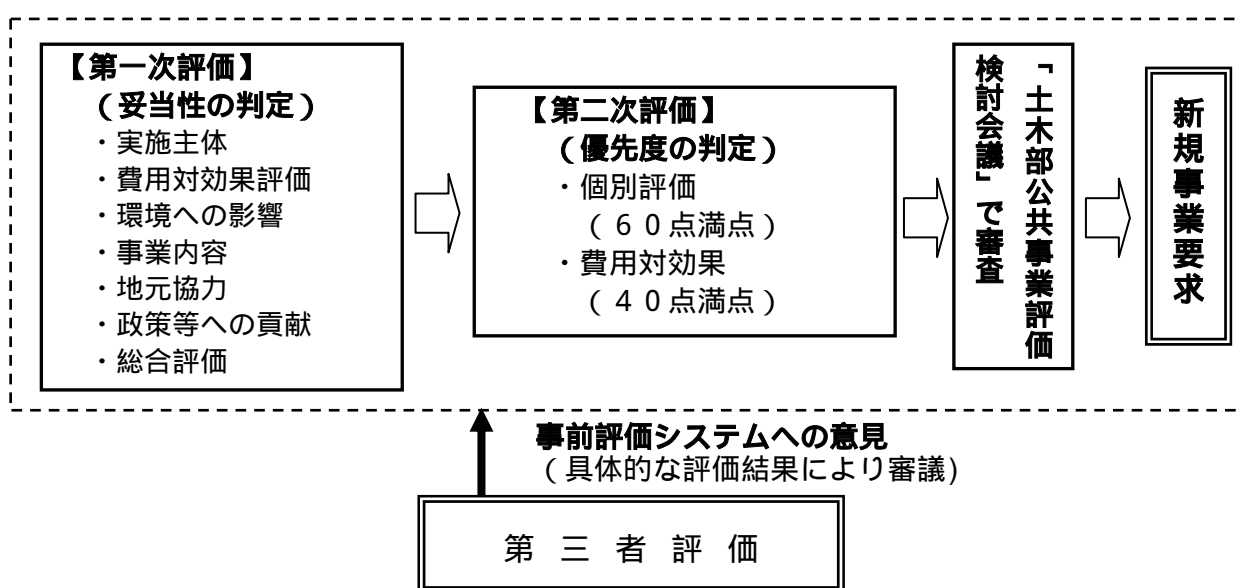 【第一次評価】
（妥当性の判定）
・実施主体
・費用対効果評価
・環境への影響
・事業内容
・地元協力
・政策等への貢献
・総合評価
【第二次評価】
（優先度の判定）
・個別評価
（６０点満点）
・費用対効果
（４０点満点）
「土木部公共事業評価
検討会議」で審査
新規事業要求
事前評価システムへの意見
（具体的な評価結果により審議)
第三者評価